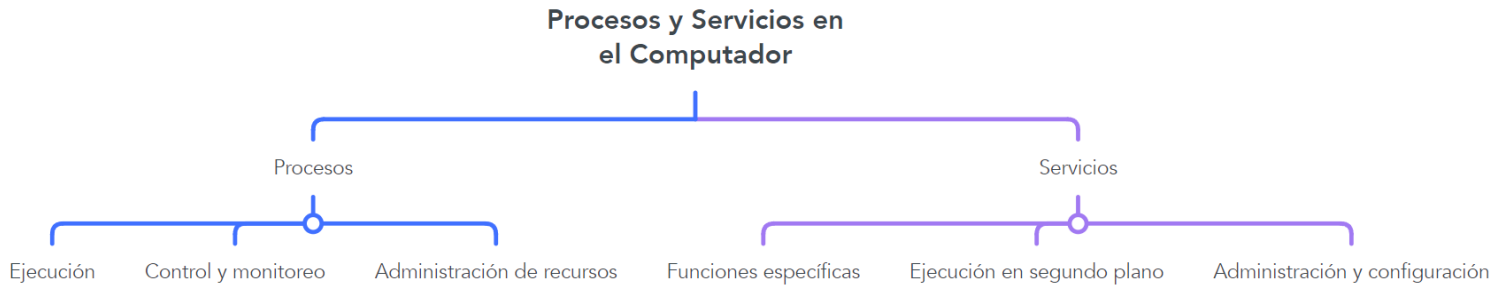 Procesos y Servicios en
el Computador
Procesos
Servicios
Ejecución
Control y monitoreo
Administración de recursos
Funciones específicas
Ejecución en segundo plano
Administración y configuración